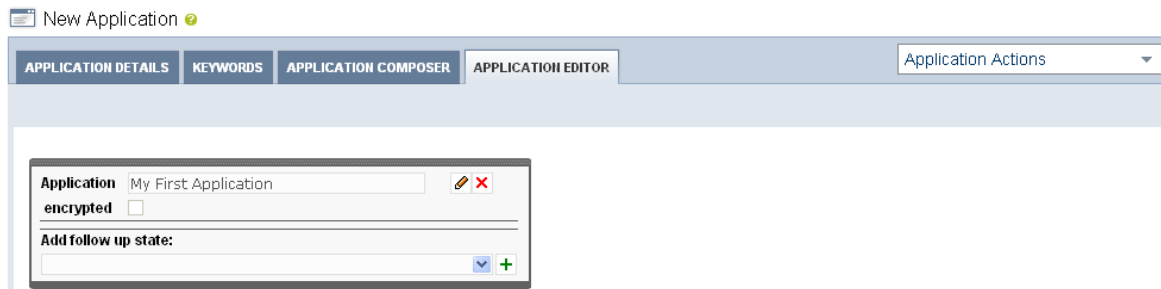 New Application
APPLICATION DETAILS KEYWORDS APPLICATION COMPOSER APPLICATION EDITOR Application Actions
Application My First Application
encrypted
Add follow up state: